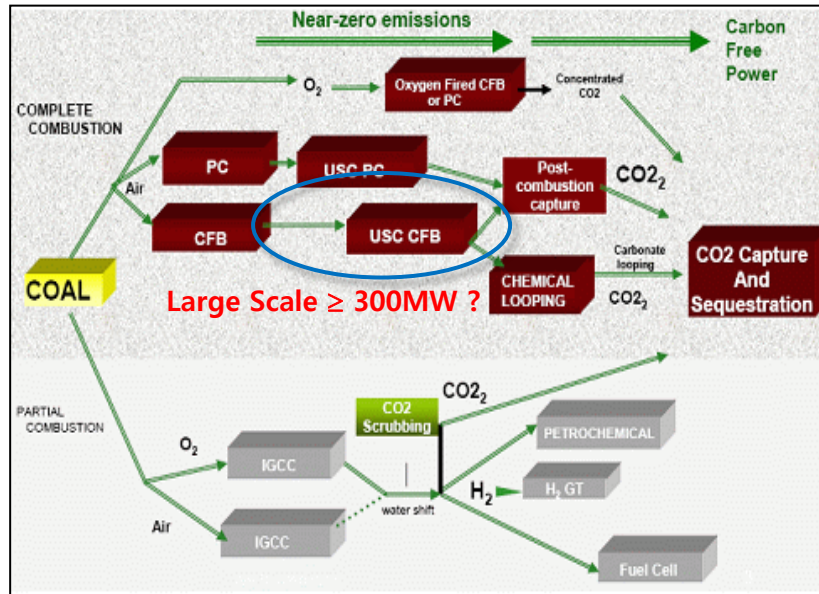 Near-zero emissions
Carbon
Free
Power
O2
Oxygen Fired CFB
or PC
Concentrated
CO2
COMPLETE
COMBUSTION
PC
USC PC
Post-
combustion
capture
CO2₂
Air
CFB
USC CFB
COAL
Large Scale ≥ 300MW ?
CHEMICAL
LOOPING
Carbonate
looping
CO2₂
CO2 Capture
And
Sequestration
PARTIAL
COMBUSTION
CO2
Scrubbing
CO2₂
PETROCHEMICAL
O₂
IGCC
water shift
H₂
H₂ GT
Air
IGCC
Fuel Cell